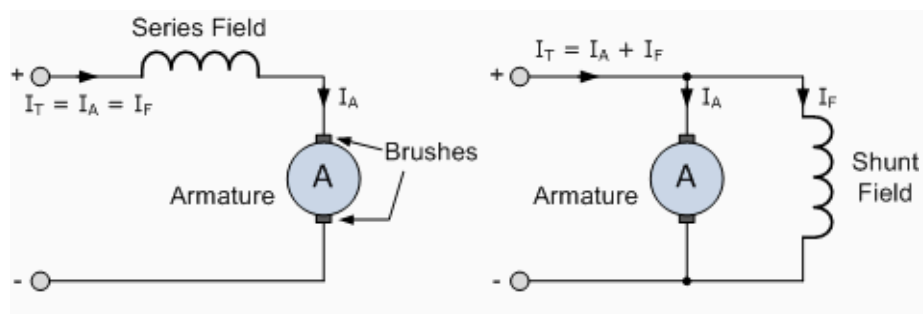 Series Field
+
I_T = I_A = I_F
I_A
Brushes
A
Armature
-
I_T = I_A + I_F
+
I_A
I_F
A
Armature
Shunt
Field
-